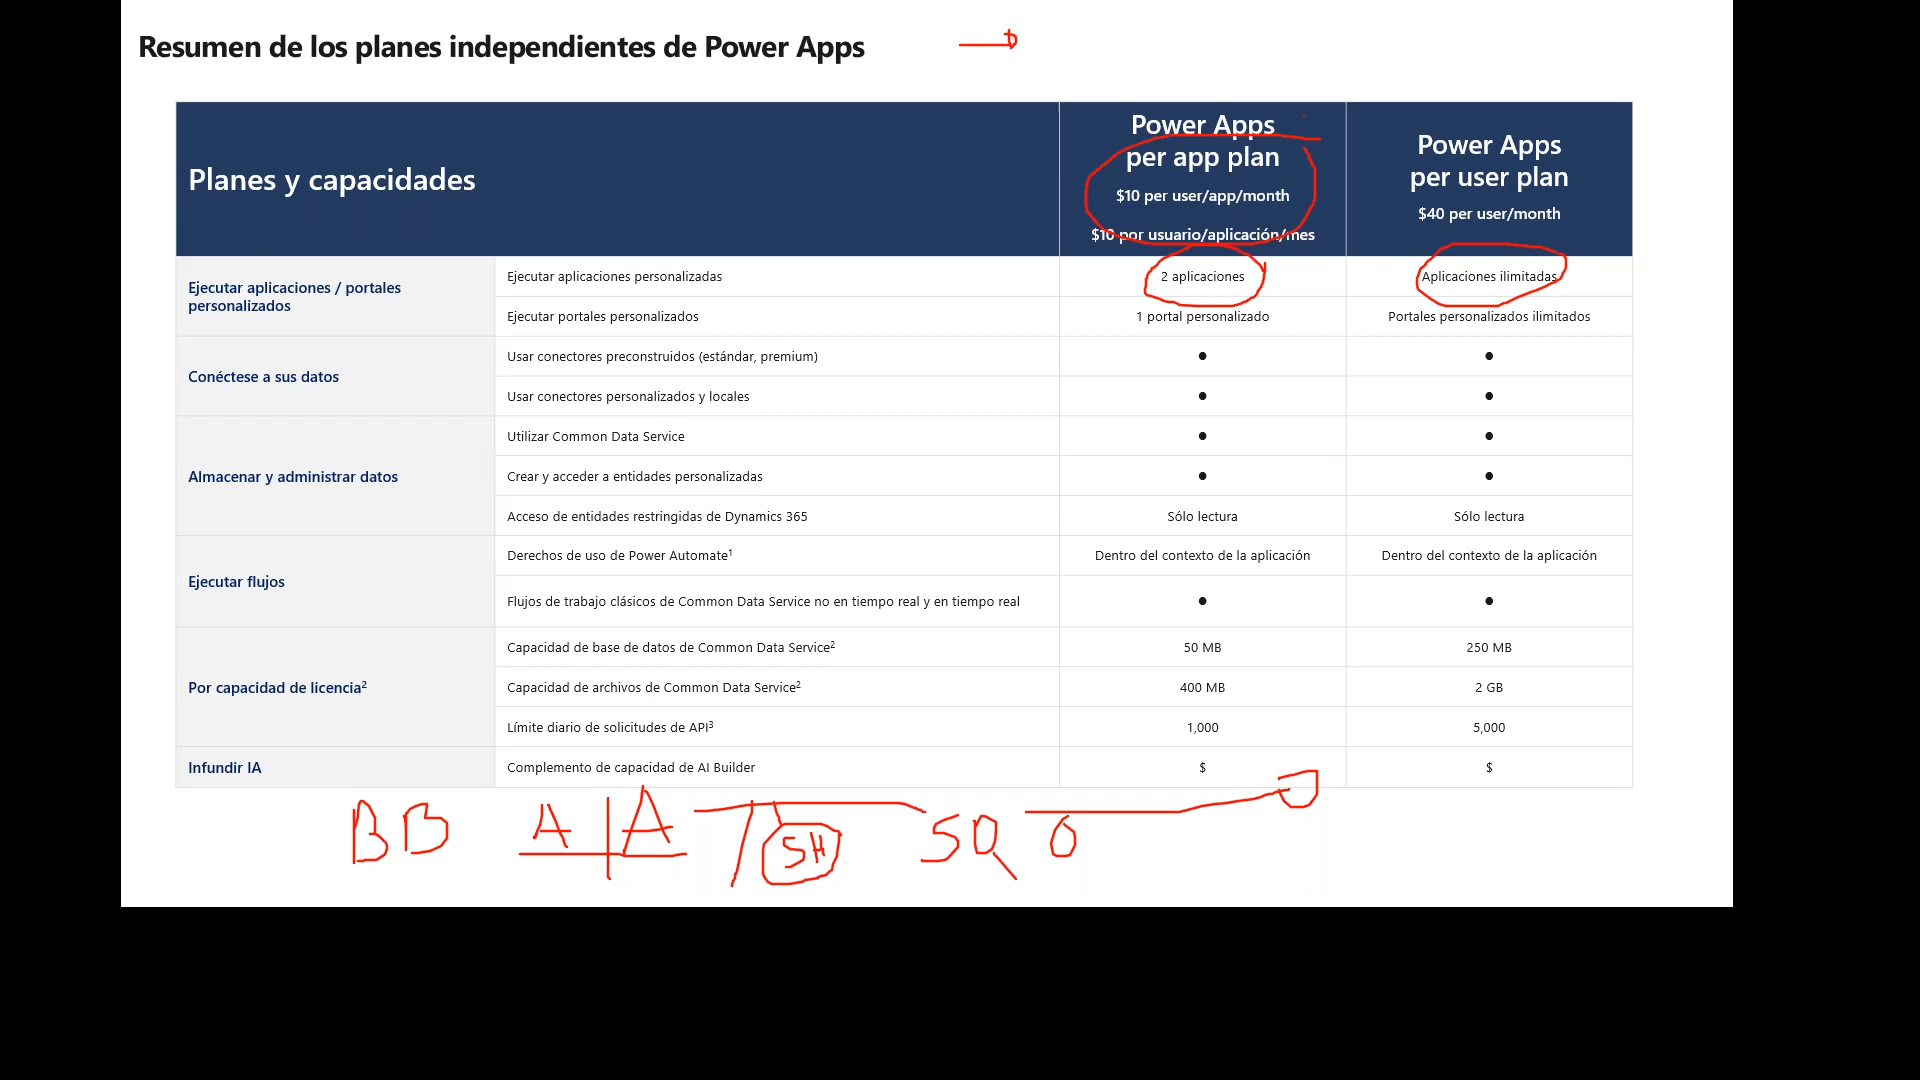 Resumen de los planes independientes de Power Apps
Planes y capacidades
Power Apps
per app plan
$10 per user/app/month
$10 por usuario/aplicación/mes
Power Apps
per user plan
$40 per user/month
Ejecutar aplicaciones / portales
personalizados
Ejecutar aplicaciones personalizadas
2 aplicaciones
Aplicaciones ilimitadas
Ejecutar portales personalizados
1 portal personalizado
Portales personalizados ilimitados
Conéctese a sus datos
Usar conectores preconstruidos (estándar, premium)
●
●
Usar conectores personalizados y locales
●
●
Almacenar y administrar datos
Utilizar Common Data Service
●
●
Crear y acceder a entidades personalizadas
●
●
Acceso de entidades restringidas de Dynamics 365
Sólo lectura
Sólo lectura
Ejecutar flujos
Derechos de uso de Power Automate¹
Dentro del contexto de la aplicación
Dentro del contexto de la aplicación
Flujos de trabajo clásicos de Common Data Service no en tiempo real y en tiempo real
●
●
Por capacidad de licencia²
Capacidad de base de datos de Common Data Service²
50 MB
250 MB
Capacidad de archivos de Common Data Service²
400 MB
2 GB
Límite diario de solicitudes de API³
1,000
5,000
Infundir IA
Complemento de capacidad de AI Builder
$
$
BB A A SH SQ